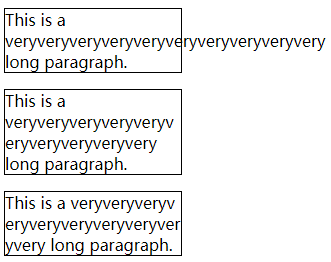 This is a
veryveryveryveryveryveryveryveryveryvery
long paragraph.
This is a
veryveryveryveryveryv
eryveryveryveryvery
long paragraph.
This is a veryveryveryv
eryveryveryveryveryver
yvery long paragraph.